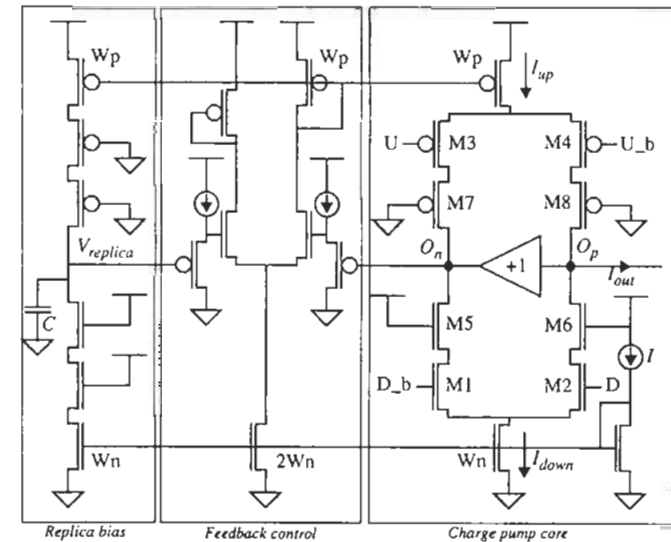 Wp
Wp
Wp
I_up
U
M3
M4
U_b
M7
M8
V_replica
O_n
O_p
+1
I_out
C
M5
M6
I
D_b
M1
M2
D
Wn
2Wn
Wn
I_down
Replica bias
Feedback control
Charge pump core